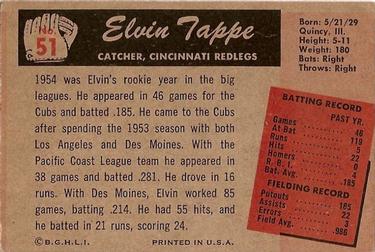 No.
51
Elvin Tappe
CATCHER, CINCINNATI REDLEGS
Born: 5/21/29
Quincy, Ill.
Height: 5-11
Weight: 180
Bats: Right
Throws: Right
1954 was Elvin's rookie year in the big
leagues. He appeared in 46 games for the
Cubs and batted .185. He came to the Cubs
after spending the 1953 season with both
Los Angeles and Des Moines. With the
Pacific Coast League team he appeared in
38 games and batted .281. He drove in 16
runs. With Des Moines, Elvin worked 85
games, batting .214. He had 55 hits, and
he batted in 21 runs, scoring 24.
BATTING RECORD
PAST YR.
Games 46
At-Bat 119
Runs 5
Hits 22
Homers 0
R. B. I. 4
Bat. Avg. .185
FIELDING RECORD
Putouts 185
Assists 22
Errors 3
Field Avg. .986
©B.G.H.L.I. PRINTED IN U.S.A.